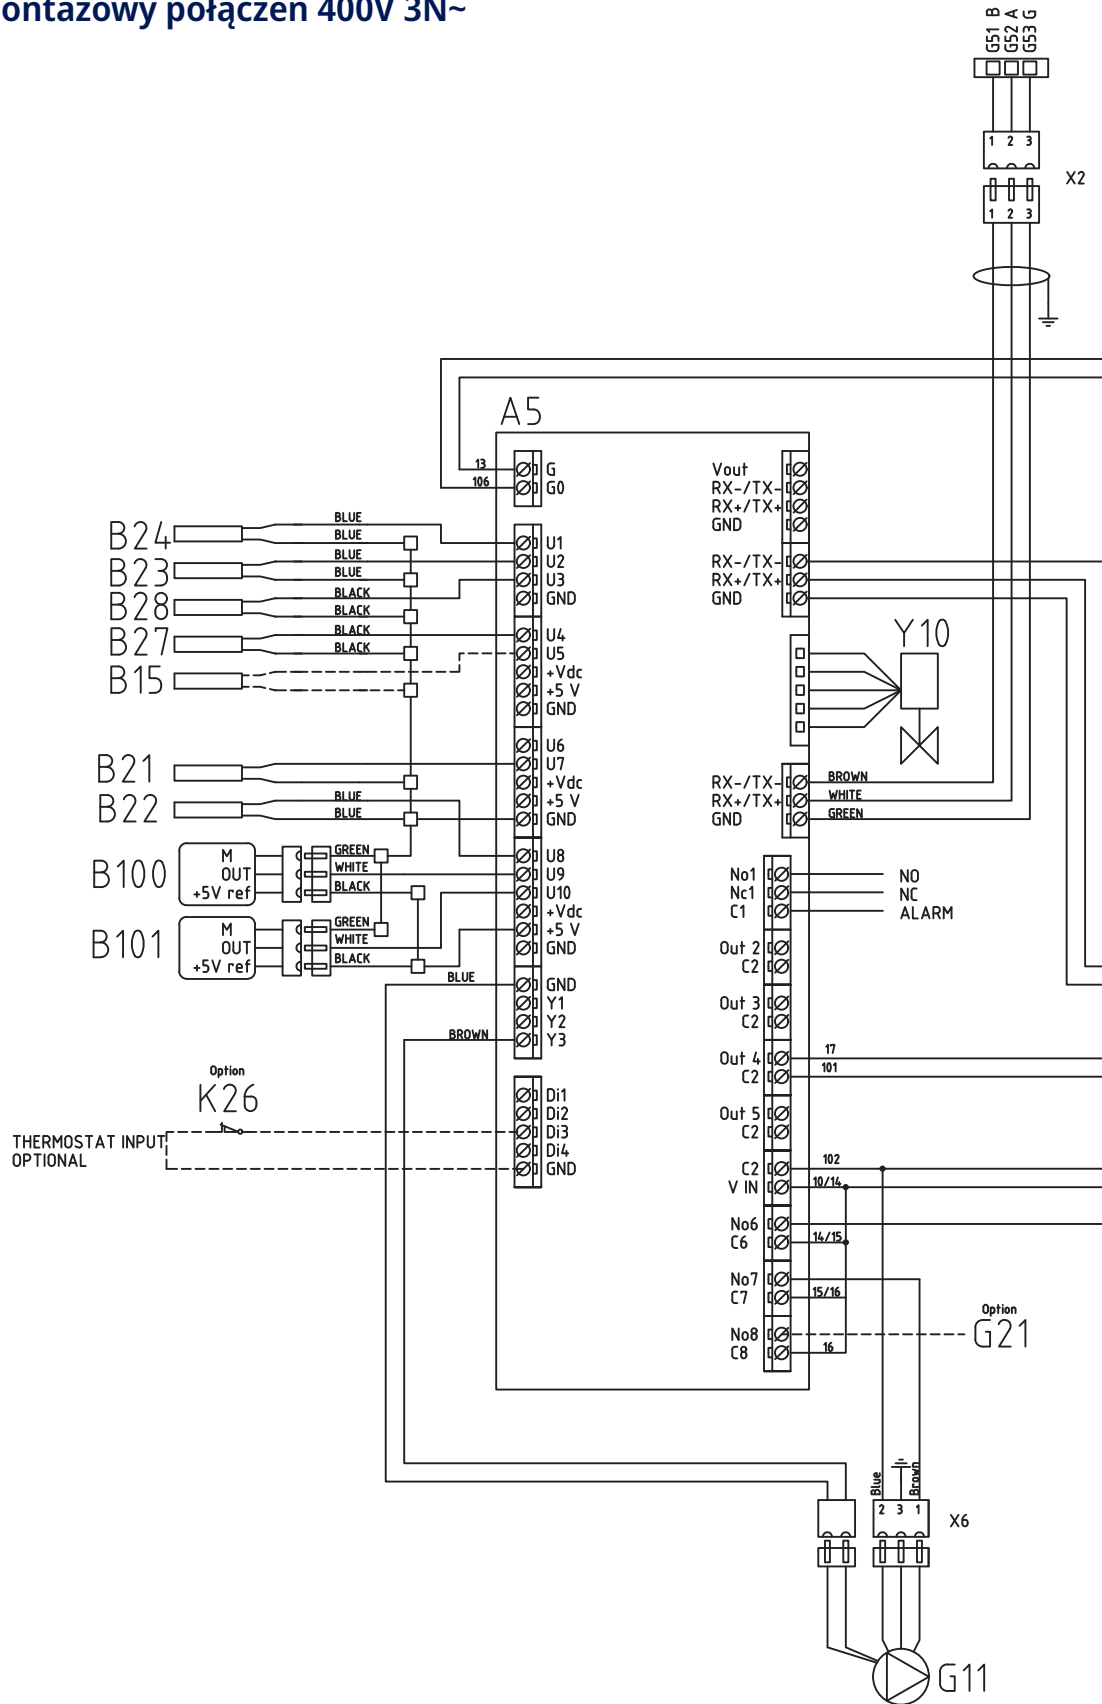 ontażowy połączeń 400V 3N~
G51 B
G52 A
G53 G
1 2 3
X2
1 2 3
A5
13 G
106 G0
Vout
RX-/TX-
RX+/TX+
GND
B24 BLUE
BLUE
U1
B23 BLUE
BLUE
U2
U3
B28 BLACK
BLACK
GND
RX-/TX-
RX+/TX+
GND
B27 BLACK
BLACK
U4
B15
U5
+Vdc
+5 V
GND
Y10
B21
U6
U7
+Vdc
B22 BLUE
BLUE
+5 V
GND
RX-/TX- BROWN
RX+/TX+ WHITE
GND GREEN
B100
M GREEN
OUT WHITE
+5V ref BLACK
U8
U9
U10
+Vdc
+5 V
GND
B101
M GREEN
OUT WHITE
+5V ref BLACK
No1 NO
Nc1 NC
C1 ALARM
Out 2
C2
BLUE GND
Y1
Y2
BROWN Y3
Out 3
C2
Out 4 17
C2 101
Option
K26
THERMOSTAT INPUT
OPTIONAL
Di1
Di2
Di3
Di4
GND
Out 5
C2
C2 102
V IN 10/14
No6
C6 14/15
No7
C7 15/16
No8
C8 16
Option
G21
Blue
Brown
2 3 1
X6
G11